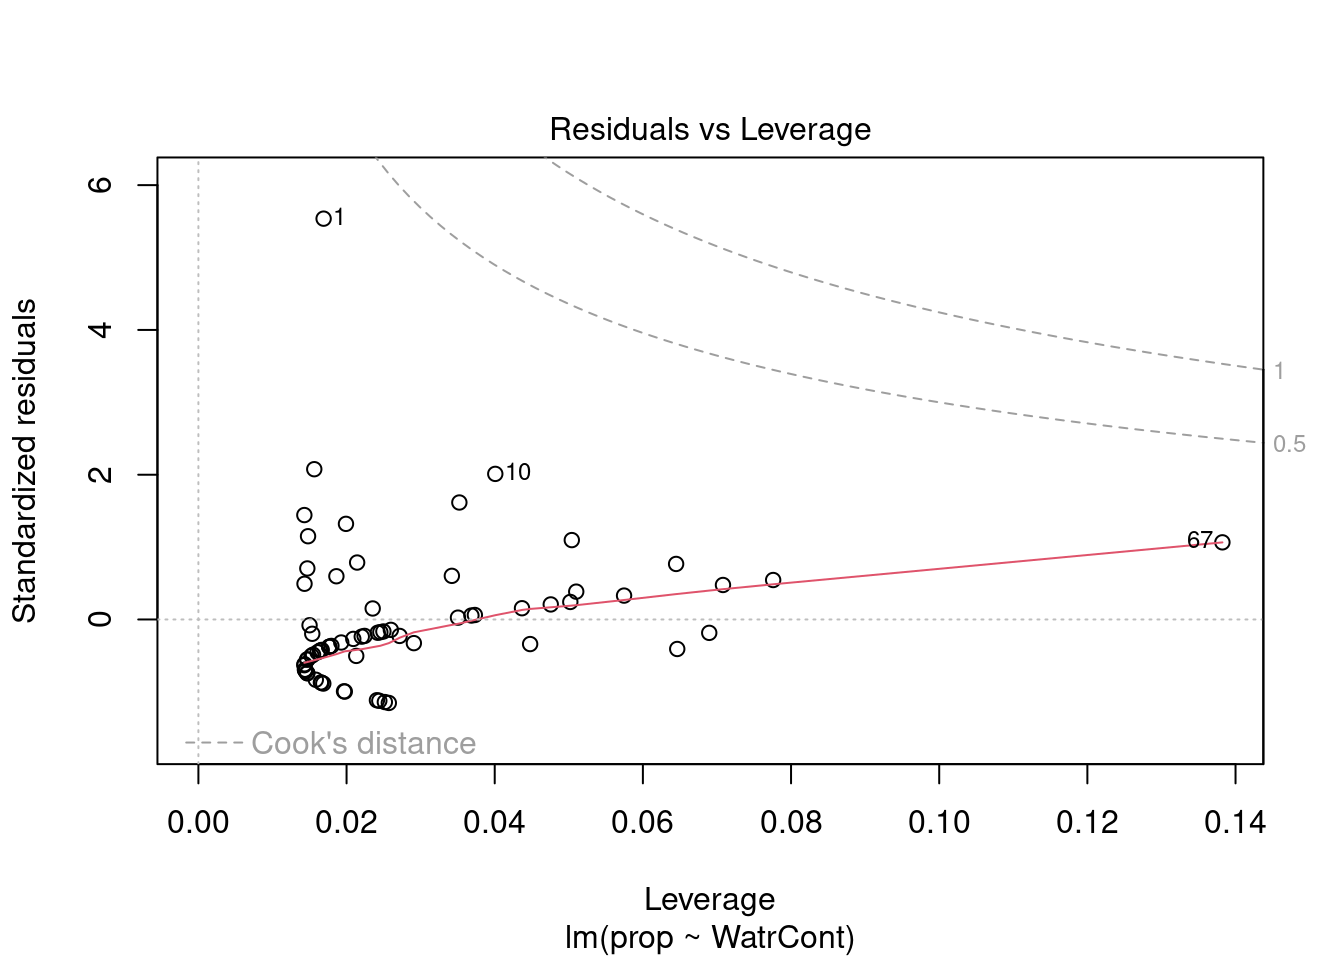 Residuals vs Leverage
Standardized residuals
6
4
2
0
1
10
67
1
0.5
Cook's distance
0.00 0.02 0.04 0.06 0.08 0.10 0.12 0.14
Leverage
lm(prop ~ WatrCont)